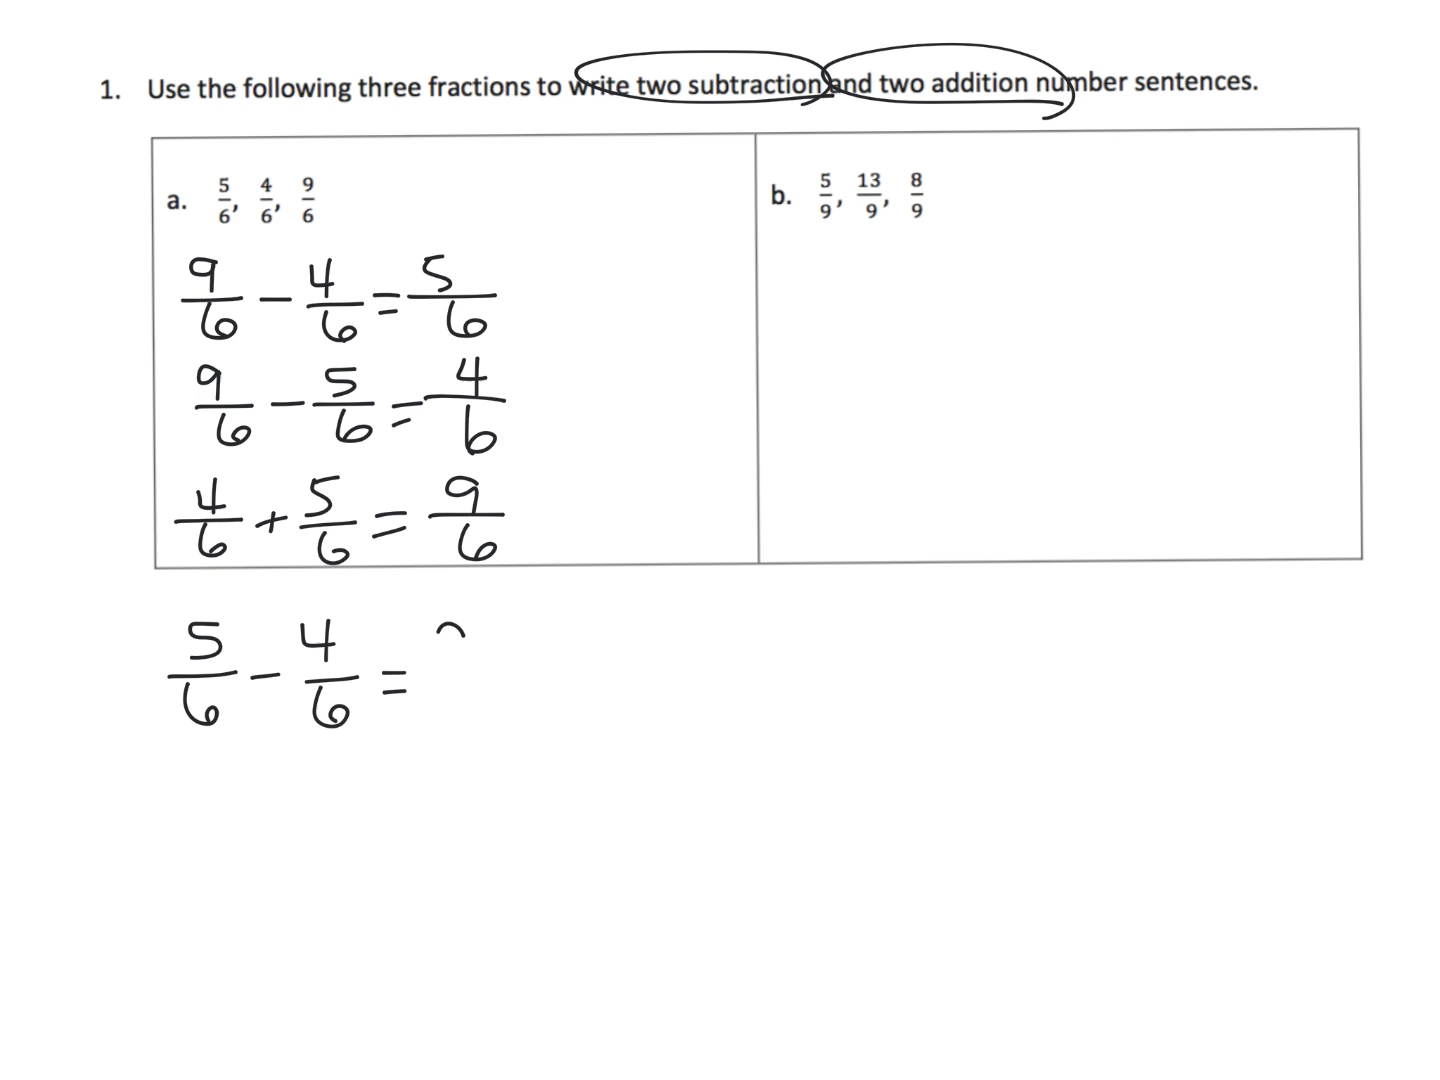 1. Use the following three fractions to write two subtraction and two addition number sentences.
a. 5/6, 4/6, 9/6
9/6 - 4/6 = 5/6
9/6 - 5/6 = 4/6
4/6 + 5/6 = 9/6
5/6 - 4/6 =
b. 5/9, 13/9, 8/9